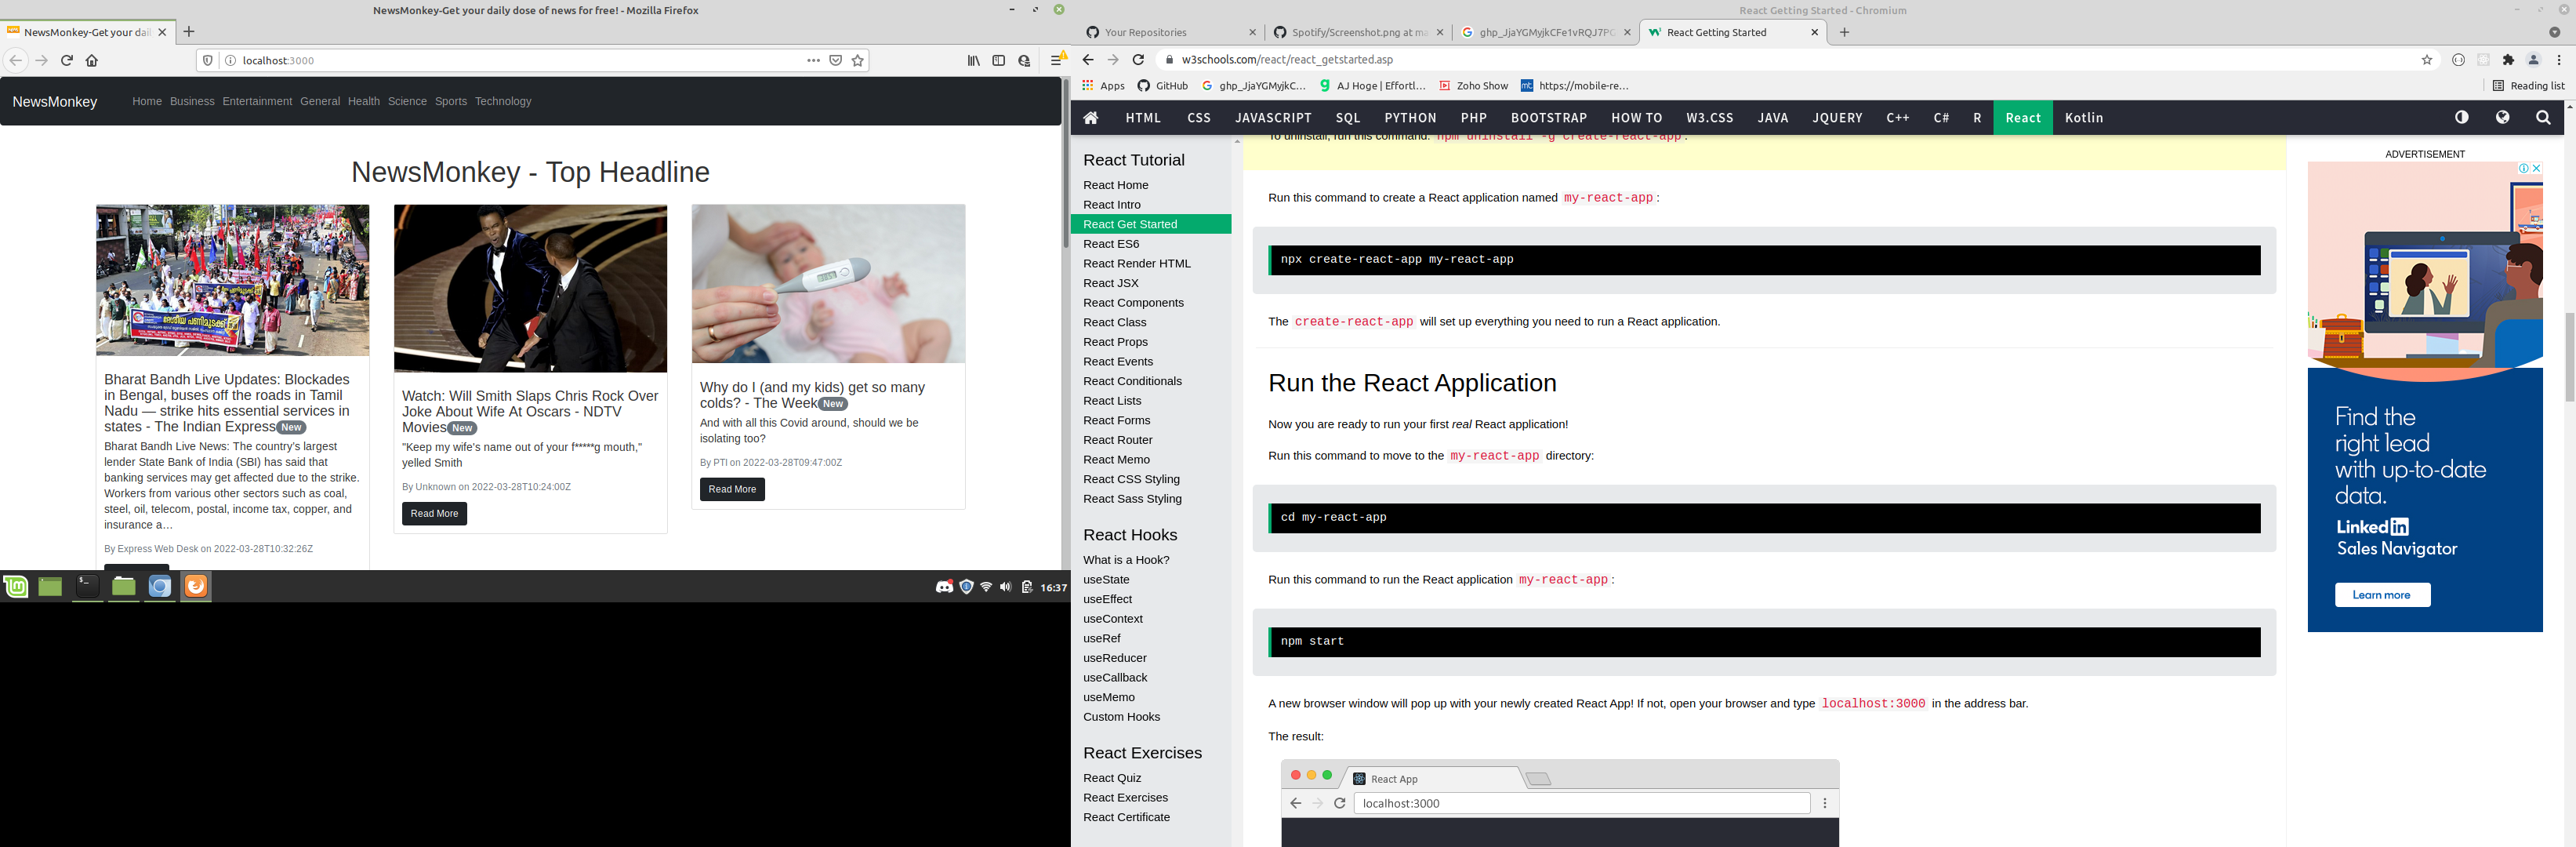 NewsMonkey-Get your daily dose of news for free! - Mozilla Firefox
NewsMonkey-Get your dail
localhost:3000
NewsMonkey
Home Business Entertainment General Health Science Sports Technology
NewsMonkey - Top Headline
Bharat Bandh Live Updates: Blockades
in Bengal, buses off the roads in Tamil
Nadu — strike hits essential services in
states - The Indian Express New
Bharat Bandh Live News: The country's largest
lender State Bank of India (SBI) has said that
banking services may get affected due to the strike.
Workers from various other sectors such as coal,
steel, oil, telecom, postal, income tax, copper, and
insurance a…
By Express Web Desk on 2022-03-28T10:32:26Z
Watch: Will Smith Slaps Chris Rock Over
Joke About Wife At Oscars - NDTV
Movies New
"Keep my wife's name out of your f*****g mouth,"
yelled Smith
By Unknown on 2022-03-28T10:24:00Z
Read More
Why do I (and my kids) get so many
colds? - The Week New
And with all this Covid around, should we be
isolating too?
By PTI on 2022-03-28T09:47:00Z
Read More
16:37
React Getting Started - Chromium
Your Repositories
Spotify/Screenshot.png at ma
ghp_JjaYGMyjkCFe1vRQJ7PG
React Getting Started
w3schools.com/react/react_getstarted.asp
Apps GitHub ghp_JjaYGMyjkC... AJ Hoge | Effortl... Zoho Show https://mobile-re...
Reading list
HTML CSS JAVASCRIPT SQL PYTHON PHP BOOTSTRAP HOW TO W3.CSS JAVA JQUERY C++ C# R React Kotlin
React Tutorial
React Home
React Intro
React Get Started
React ES6
React Render HTML
React JSX
React Components
React Class
React Props
React Events
React Conditionals
React Lists
React Forms
React Router
React Memo
React CSS Styling
React Sass Styling
React Hooks
What is a Hook?
useState
useEffect
useContext
useRef
useReducer
useCallback
useMemo
Custom Hooks
React Exercises
React Quiz
React Exercises
React Certificate
To uninstall, run this command: npm uninstall -g create-react-app.
Run this command to create a React application named my-react-app:
npx create-react-app my-react-app
The create-react-app will set up everything you need to run a React application.
Run the React Application
Now you are ready to run your first real React application!
Run this command to move to the my-react-app directory:
cd my-react-app
Run this command to run the React application my-react-app:
npm start
A new browser window will pop up with your newly created React App! If not, open your browser and type localhost:3000 in the address bar.
The result:
React App
localhost:3000
ADVERTISEMENT
Find the
right lead
with up-to-date
data.
Linked in
Sales Navigator
Learn more